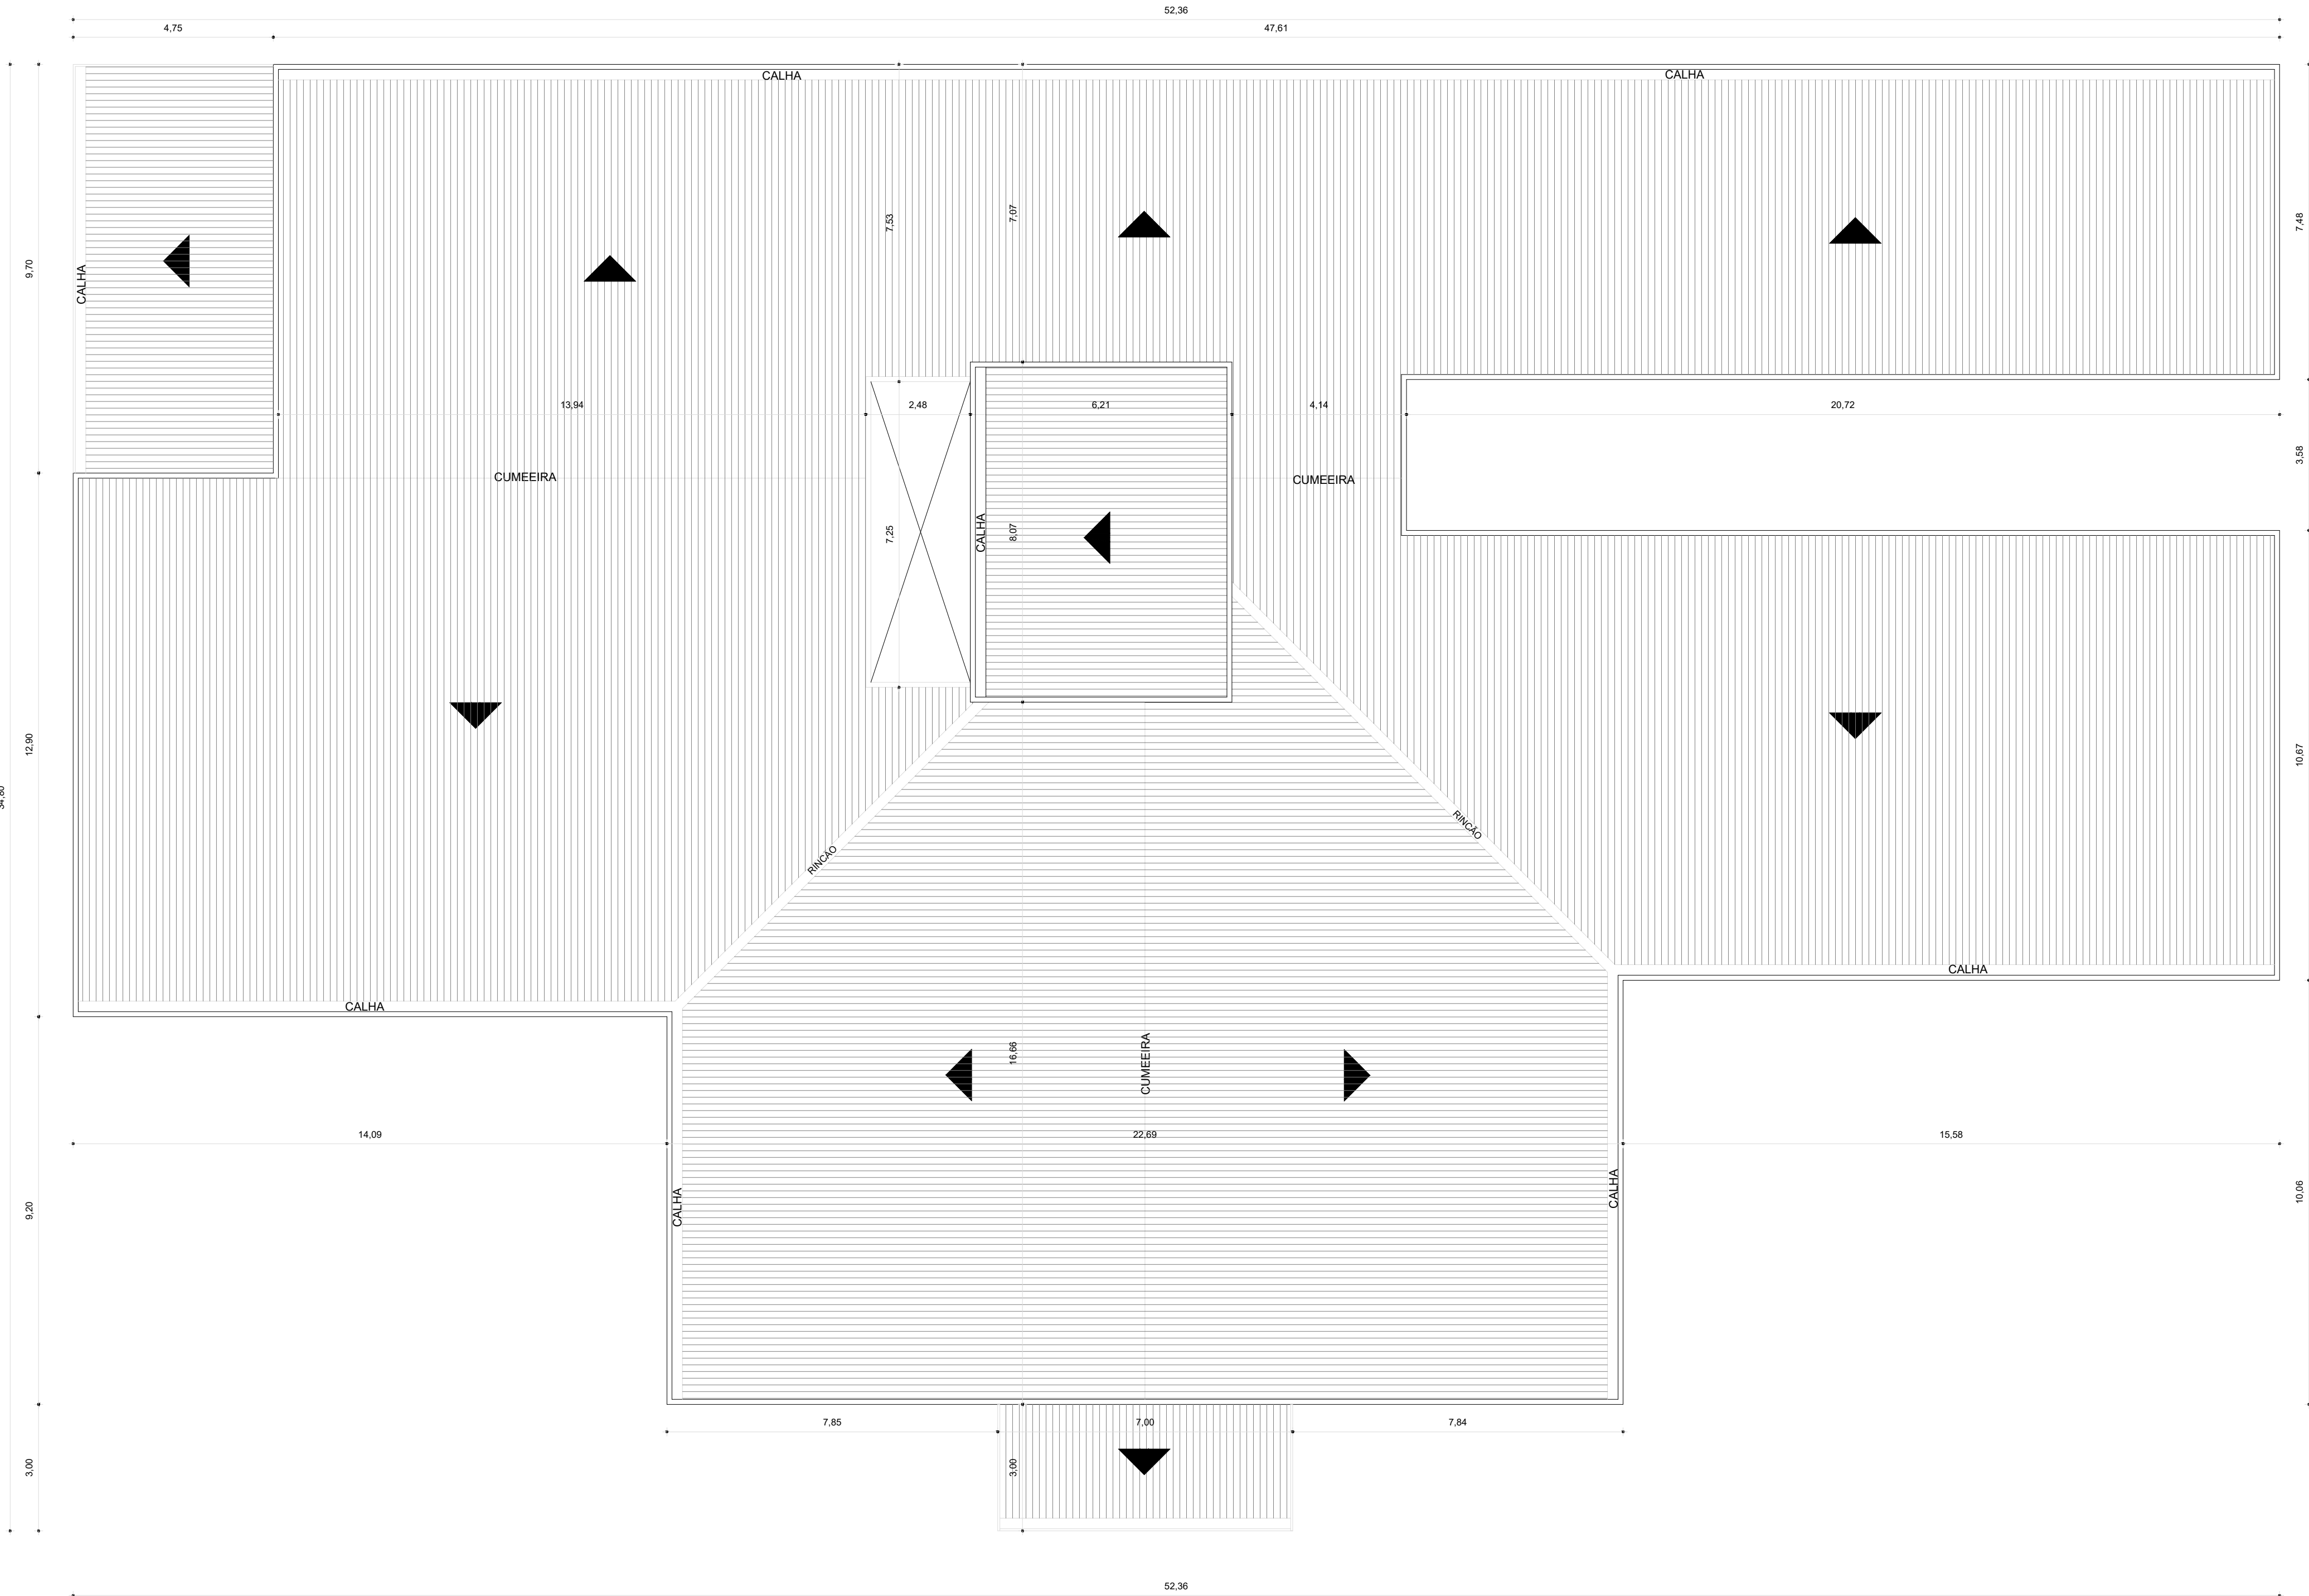 52,36
4,75
47,61
CALHA
CALHA
7,53
7,07
7,48
9,70
CALHA
13,94
2,48
6,21
4,14
20,72
3,58
CUMEEIRA
CUMEEIRA
CALHA
7,25
8,07
12,90
10,67
34,80
RINCÃO
RINCÃO
CALHA
CALHA
16,66
CUMEEIRA
14,09
22,69
15,58
9,20
CALHA
CALHA
10,06
7,85
7,00
7,84
3,00
3,00
52,36